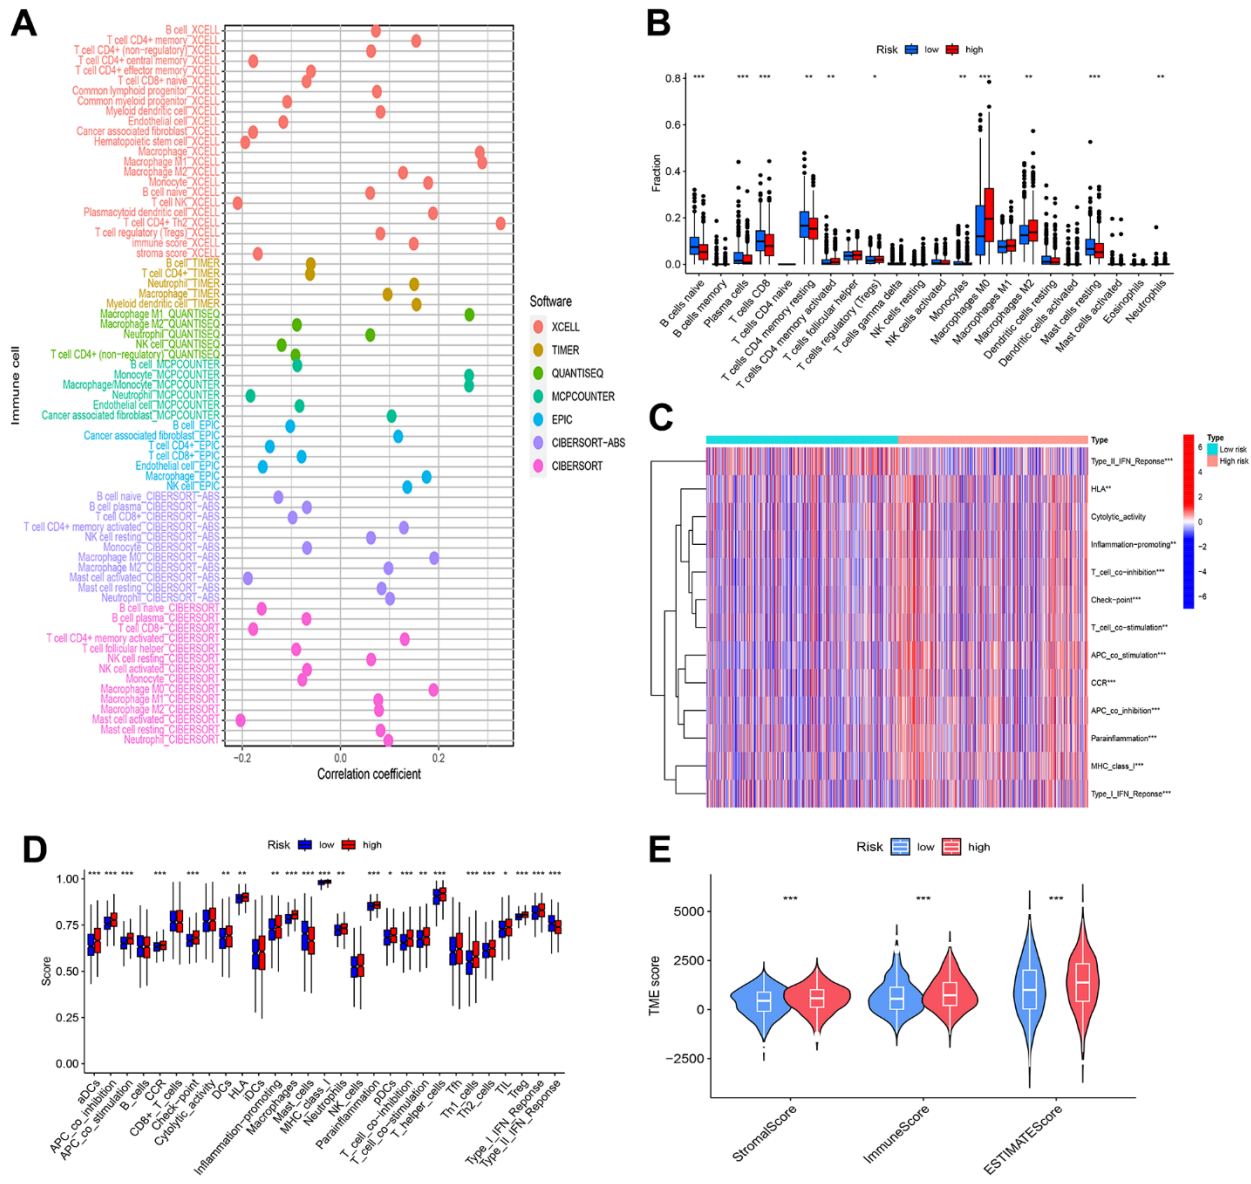 A
B cell_XCELL
T cell CD4+ memory_XCELL
T cell CD4+ (non-regulatory)_XCELL
T cell CD4+ central memory_XCELL
T cell CD4+ effector memory_XCELL
T cell CD8+ naive_XCELL
Common lymphoid progenitor_XCELL
Common myeloid progenitor_XCELL
Myeloid dendritic cell_XCELL
Endothelial cell_XCELL
Cancer associated fibroblast_XCELL
Hematopoietic stem cell_XCELL
Macrophage_XCELL
Macrophage M1_XCELL
Macrophage M2_XCELL
Monocyte_XCELL
B cell naive_XCELL
T cell NK_XCELL
Plasmacytoid dendritic cell_XCELL
T cell CD4+ Th2_XCELL
T cell regulatory (Tregs)_XCELL
immune score_XCELL
stroma score_XCELL
B cell_TIMER
T cell CD4+_TIMER
Neutrophil_TIMER
Macrophage_TIMER
Myeloid dendritic cell_TIMER
Macrophage M1_QUANTISEQ
Macrophage M2_QUANTISEQ
Neutrophil_QUANTISEQ
NK cell_QUANTISEQ
T cell CD4+ (non-regulatory)_QUANTISEQ
B cell_MCPCOUNTER
Monocyte_MCPCOUNTER
Macrophage/Monocyte_MCPCOUNTER
Neutrophil_MCPCOUNTER
Endothelial cell_MCPCOUNTER
Cancer associated fibroblast_MCPCOUNTER
B cell_EPIC
Cancer associated fibroblast_EPIC
T cell CD4+_EPIC
T cell CD8+_EPIC
Endothelial cell_EPIC
Macrophage_EPIC
NK cell_EPIC
B cell naive_CIBERSORT-ABS
B cell plasma_CIBERSORT-ABS
T cell CD8+_CIBERSORT-ABS
T cell CD4+ memory activated_CIBERSORT-ABS
NK cell resting_CIBERSORT-ABS
Monocyte_CIBERSORT-ABS
Macrophage M0_CIBERSORT-ABS
Macrophage M2_CIBERSORT-ABS
Mast cell activated_CIBERSORT-ABS
Mast cell resting_CIBERSORT-ABS
Neutrophil_CIBERSORT-ABS
B cell naive_CIBERSORT
B cell plasma_CIBERSORT
T cell CD8+_CIBERSORT
T cell CD4+ memory activated_CIBERSORT
T cell follicular helper_CIBERSORT
NK cell resting_CIBERSORT
NK cell activated_CIBERSORT
Monocyte_CIBERSORT
Macrophage M0_CIBERSORT
Macrophage M1_CIBERSORT
Macrophage M2_CIBERSORT
Mast cell activated_CIBERSORT
Mast cell resting_CIBERSORT
Neutrophil_CIBERSORT
Immune cell
−0.2 0.0 0.2
Correlation coefficient
Software
XCELL
TIMER
QUANTISEQ
MCPCOUNTER
EPIC
CIBERSORT−ABS
CIBERSORT
B
Risk low high
*** *** *** ** ** * ** *** ** *** **
0.8
0.6
0.4
0.2
0.0
Fraction
B cells naive
B cells memory
Plasma cells
T cells CD8
T cells CD4 naive
T cells CD4 memory resting
T cells CD4 memory activated
T cells follicular helper
T cells regulatory (Tregs)
T cells gamma delta
NK cells resting
NK cells activated
Monocytes
Macrophages M0
Macrophages M1
Macrophages M2
Dendritic cells resting
Dendritic cells activated
Mast cells resting
Mast cells activated
Eosinophils
Neutrophils
C
Type
Type_II_IFN_Reponse***
HLA**
Cytolytic_activity
Inflammation-promoting**
T_cell_co-inhibition***
Check-point***
T_cell_co-stimulation**
APC_co_stimulation***
CCR***
APC_co_inhibition***
Parainflammation***
MHC_class_I***
Type_I_IFN_Reponse***
6
4
2
0
−2
−4
−6
Type
Low risk
High risk
D
Risk low high
*** *** *** *** *** ** ** ** *** *** *** ** *** * *** ** *** *** *** * *** *** ***
1.00
0.75
0.50
0.25
0.00
Score
aDCs
APC_co_inhibition
APC_co_stimulation
B_cells
CCR
CD8+_T_cells
Check-point
Cytolytic_activity
DCs
HLA
iDCs
Inflammation-promoting
Macrophages
Mast_cells
MHC_class_I
Neutrophils
NK_cells
Parainflammation
pDCs
T_cell_co-inhibition
T_cell_co-stimulation
T_helper_cells
Tfh
Th1_cells
Th2_cells
TIL
Treg
Type_I_IFN_Reponse
Type_II_IFN_Reponse
E
Risk low high
*** *** ***
5000
2500
0
−2500
TME score
StromalScore
ImmuneScore
ESTIMATEScore